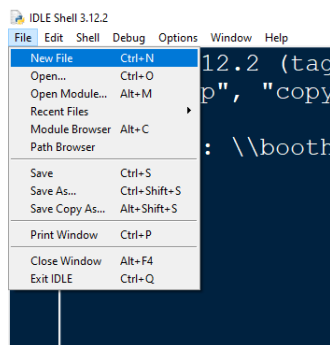 IDLE Shell 3.12.2
File Edit Shell Debug Options Window Help
New File Ctrl+N
Open... Ctrl+O
Open Module... Alt+M
Recent Files
Module Browser Alt+C
Path Browser
Save Ctrl+S
Save As... Ctrl+Shift+S
Save Copy As... Alt+Shift+S
Print Window Ctrl+P
Close Window Alt+F4
Exit IDLE Ctrl+Q
12.2 (tag
p", "copy
: \\booth